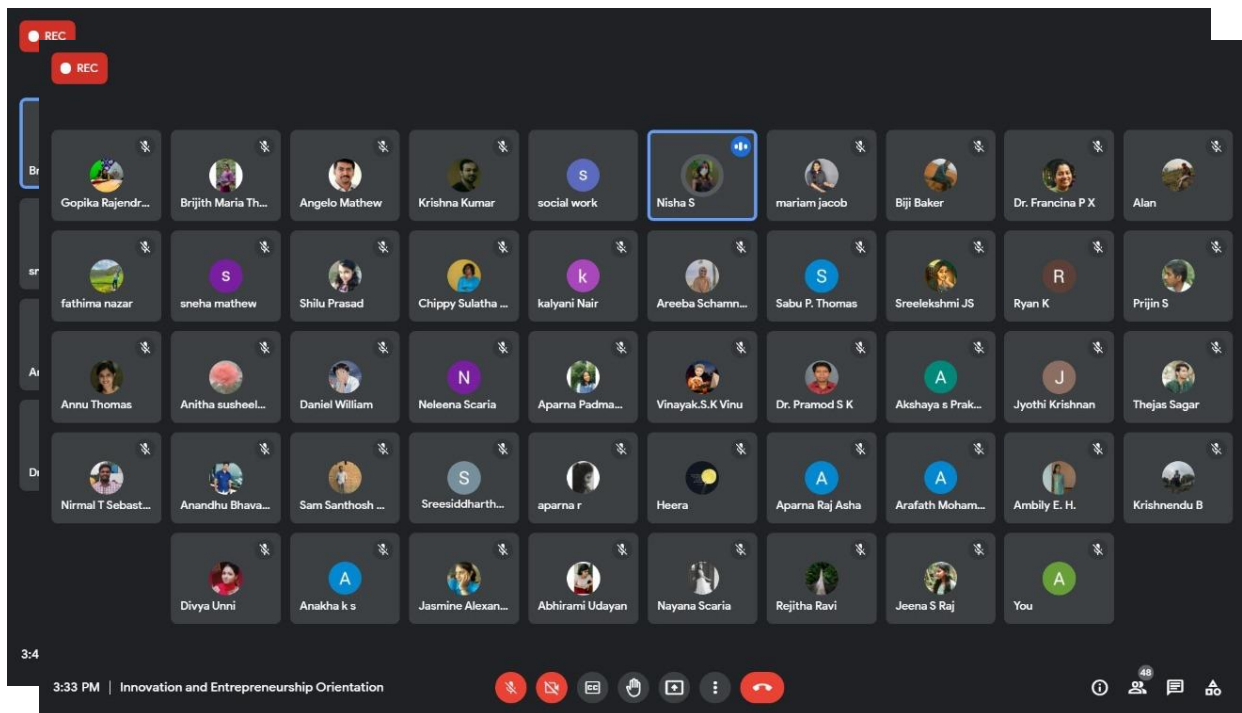 REC
REC
Gopika Rajendr... Brijith Maria Th... Angelo Mathew Krishna Kumar s social work Nisha S mariam jacob Biji Baker Dr. Francina P X Alan
fathima nazar s sneha mathew Shilu Prasad Chippy Sulatha ... k kalyani Nair Areeba Schamn... S Sabu P. Thomas Sreelekshmi JS R Ryan K Prijin S
Annu Thomas Anitha susheel... Daniel William N Neleena Scaria Aparna Padma... Vinayak.S.K Vinu Dr. Pramod S K A Akshaya s Prak... J Jyothi Krishnan Thejas Sagar
Nirmal T Sebast... Anandhu Bhava... Sam Santhosh ... S Sreesiddharth... aparna r Heera A Aparna Raj Asha A Arafath Moham... Ambily E. H. Krishnendu B
Divya Unni A Anakha k s Jasmine Alexan... Abhirami Udayan Nayana Scaria Rejitha Ravi Jeena S Raj A You
3:4
3:33 PM | Innovation and Entrepreneurship Orientation CC 48